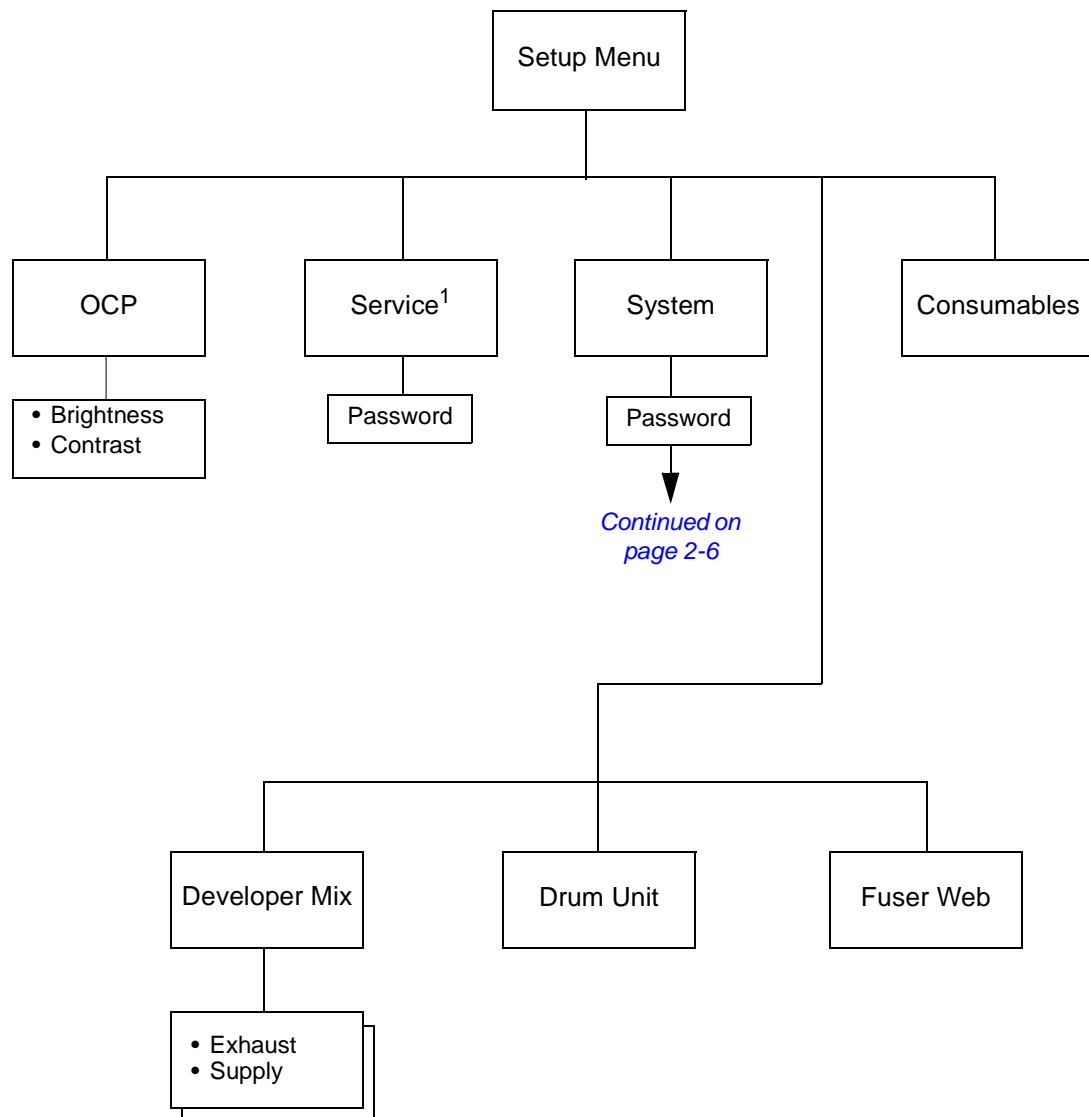 Setup Menu
OCP
Service1
System
Consumables
• Brightness
• Contrast
Password
Password
Continued on
page 2-6
Developer Mix
Drum Unit
Fuser Web
• Exhaust
• Supply